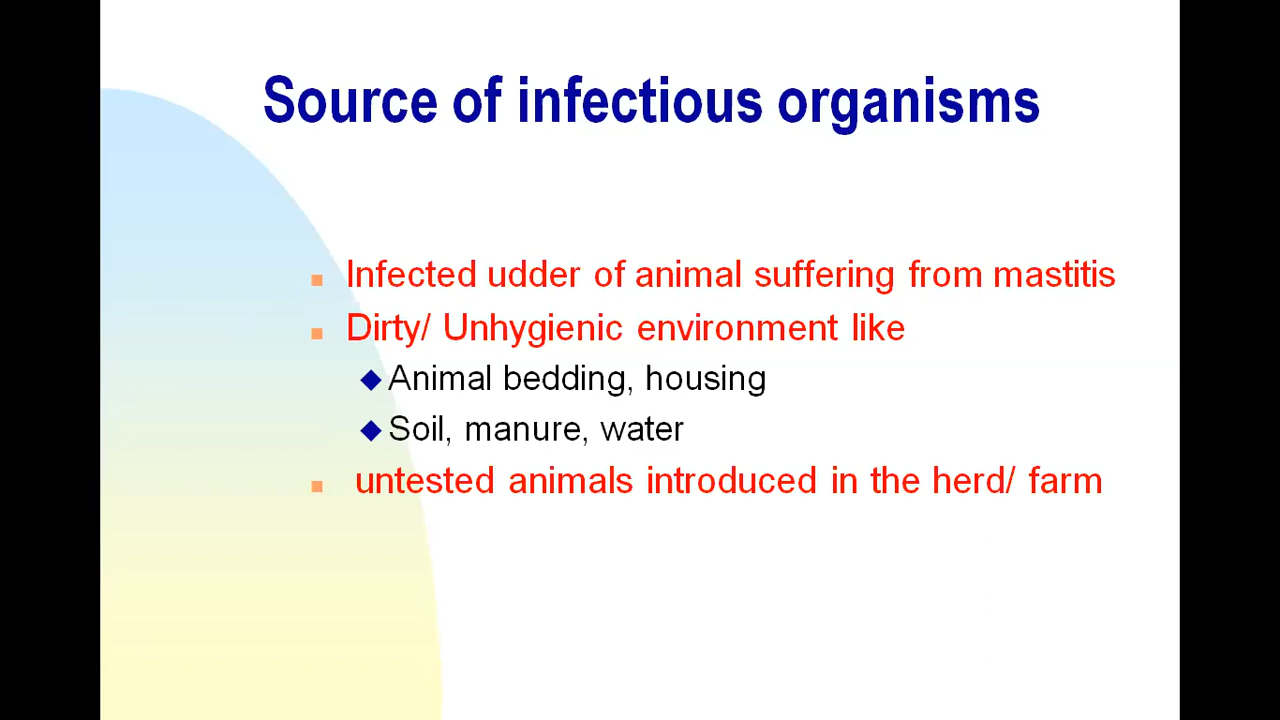 Source of infectious organisms
Infected udder of animal suffering from mastitis
Dirty/ Unhygienic environment like
Animal bedding, housing
Soil, manure, water
untested animals introduced in the herd/ farm